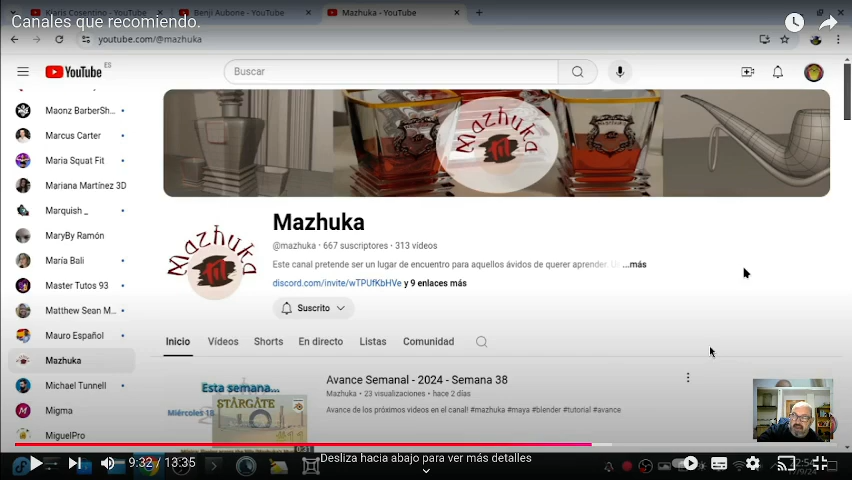 Canales que recomiendo.
Klaris Cosentino - YouTube
Benji Aubone - YouTube
Mazhuka - YouTube
youtube.com/@mazhuka
YouTube ES
Buscar
Maonz BarberSh...
Marcus Carter
Maria Squat Fit
Mariana Martínez 3D
Marquish _
MaryBy Ramón
María Bali
Master Tutos 93
Matthew Sean M...
Mauro Español
Mazhuka
Michael Tunnell
Migma
MiguelPro
mazhuka
mazhuka
Mazhuka
@mazhuka · 667 suscriptores · 313 vídeos
Este canal pretende ser un lugar de encuentro para aquellos ávidos de querer aprender. ...más
discord.com/invite/wTPUfKbHVe y 9 enlaces más
Suscrito
Inicio Vídeos Shorts En directo Listas Comunidad
Esta semana...
Miércoles 18
STARGATE
0:31
Avance Semanal - 2024 - Semana 38
Mazhuka · 23 visualizaciones · hace 2 días
Avance de los próximos videos en el canal! #mazhuka #maya #blender #tutorial #avance
9:32 / 13:35
Desliza hacia abajo para ver más detalles